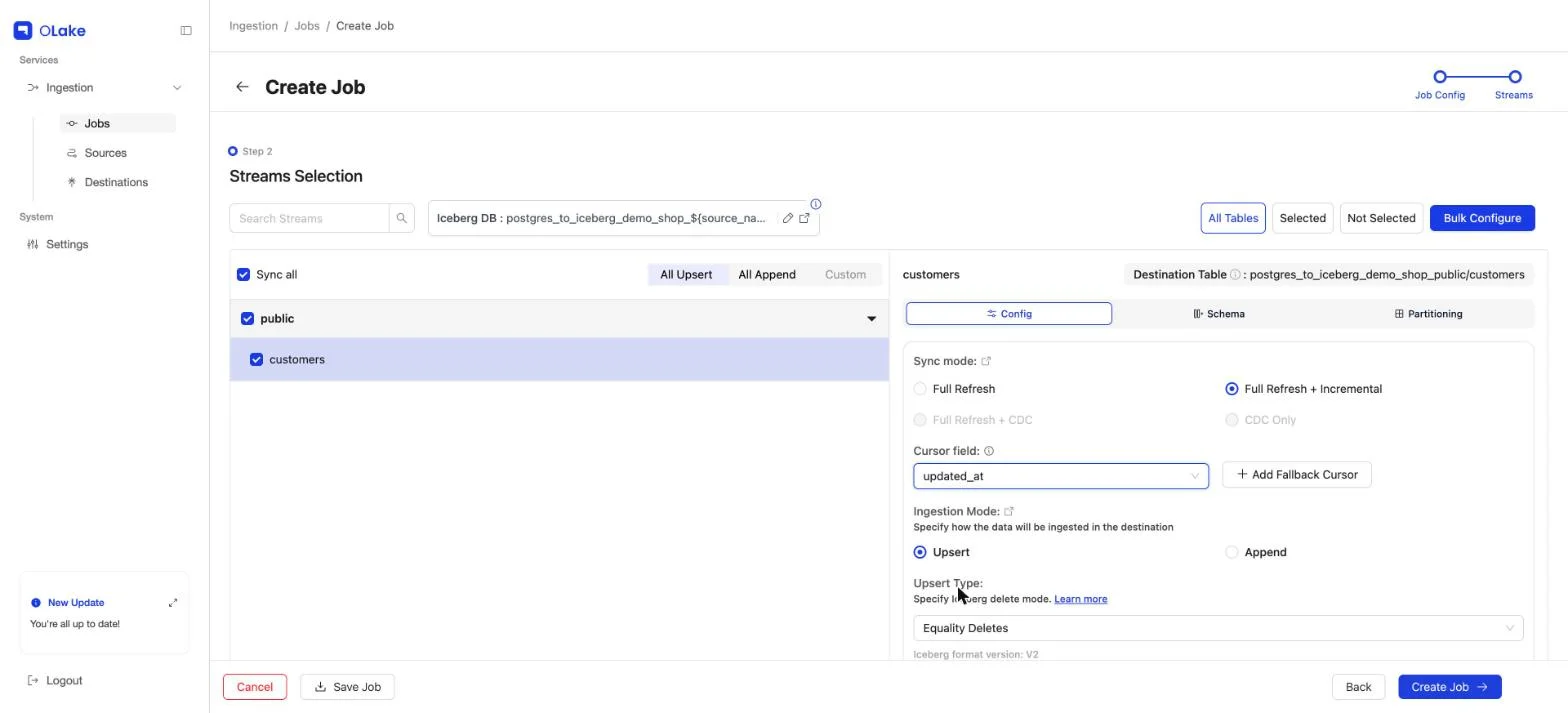 OLake
Services
Ingestion
Jobs
Sources
Destinations
System
Settings
New Update
You're all up to date!
Logout
Ingestion / Jobs / Create Job
Create Job
Job Config
Streams
Step 2
Streams Selection
Search Streams
Iceberg DB : postgres_to_iceberg_demo_shop_${source_na...
All Tables
Selected
Not Selected
Bulk Configure
Sync all
All Upsert
All Append
Custom
public
customers
customers
Destination Table : postgres_to_iceberg_demo_shop_public/customers
Config
Schema
Partitioning
Sync mode:
Full Refresh
Full Refresh + Incremental
Full Refresh + CDC
CDC Only
Cursor field:
updated_at
Add Fallback Cursor
Ingestion Mode:
Specify how the data will be ingested in the destination
Upsert
Append
Upsert Type:
Specify Iceberg delete mode. Learn more
Equality Deletes
Iceberg format version: V2
Cancel
Save Job
Back
Create Job